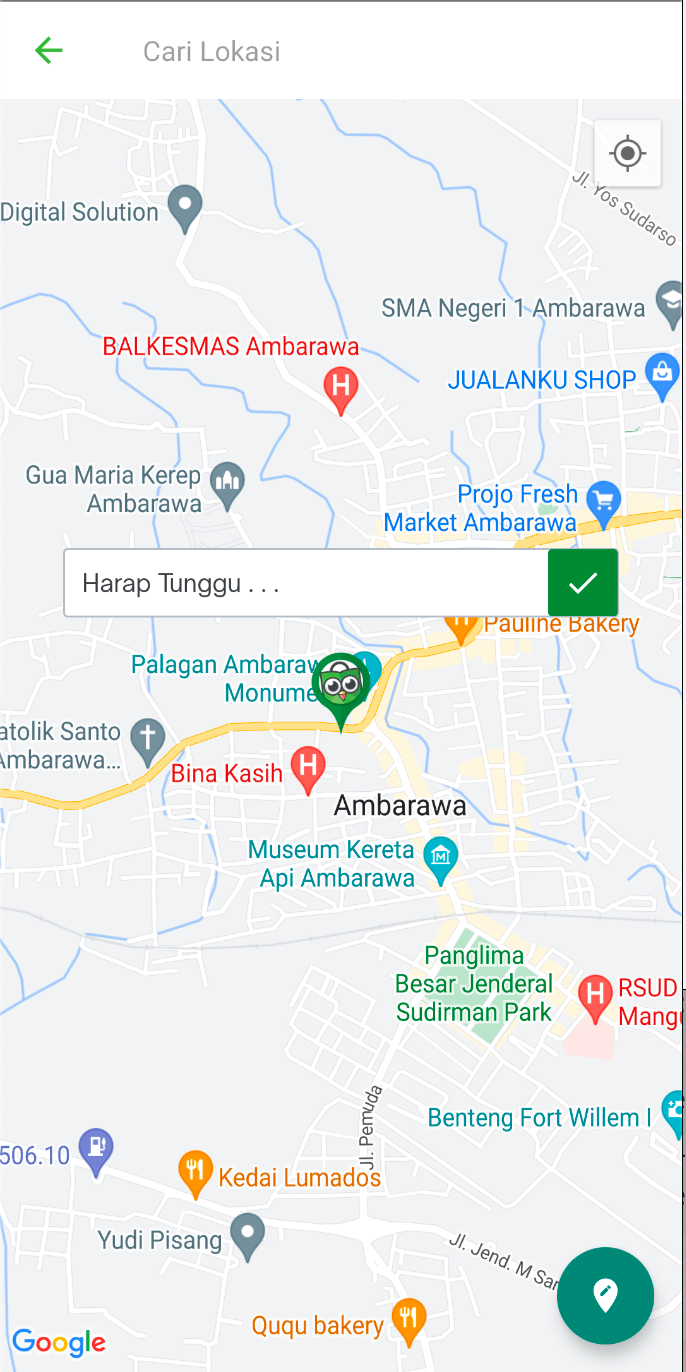 Cari Lokasi
Digital Solution
Jl. Yos Sudarso
SMA Negeri 1 Ambarawa
BALKESMAS Ambarawa
JUALANKU SHOP
Gua Maria Kerep
Ambarawa
Projo Fresh
Market Ambarawa
Harap Tunggu . . .
Pauline Bakery
Palagan Ambaraw
Monume
atolik Santo
Ambarawa...
Bina Kasih
Ambarawa
Museum Kereta
Api Ambarawa
Panglima
Besar Jenderal
Sudirman Park
RSUD
Mangu
Benteng Fort Willem I
Jl. Pemuda
506.10
Kedai Lumados
Yudi Pisang
Jl. Jend. M Sar
Ququ bakery
Google